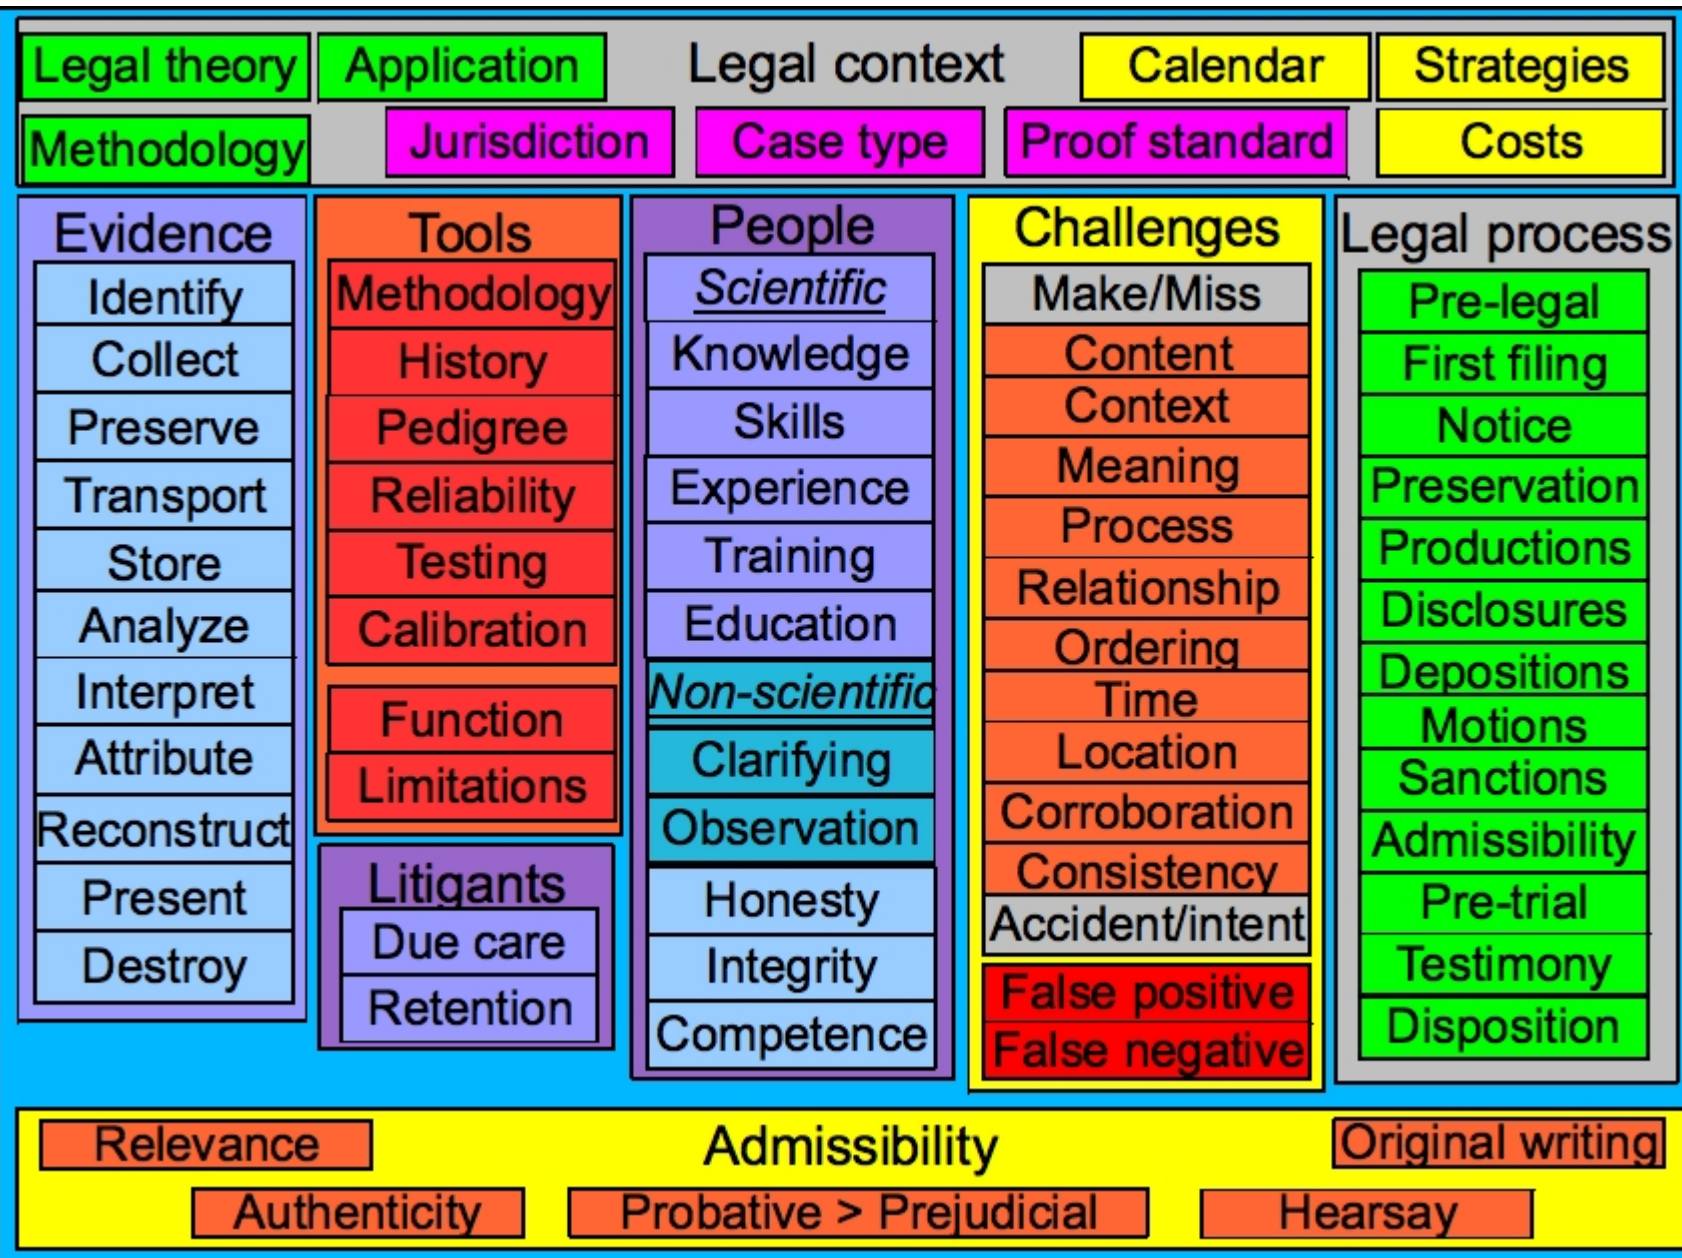 Legal theory
Application
Legal context
Calendar
Strategies
Methodology
Jurisdiction
Case type
Proof standard
Costs
Evidence
Identify
Collect
Preserve
Transport
Store
Analyze
Interpret
Attribute
Reconstruct
Present
Destroy
Tools
Methodology
History
Pedigree
Reliability
Testing
Calibration
Function
Limitations
Litigants
Due care
Retention
People
Scientific
Knowledge
Skills
Experience
Training
Education
Non-scientific
Clarifying
Observation
Honesty
Integrity
Competence
Challenges
Make/Miss
Content
Context
Meaning
Process
Relationship
Ordering
Time
Location
Corroboration
Consistency
Accident/intent
False positive
False negative
Legal process
Pre-legal
First filing
Notice
Preservation
Productions
Disclosures
Depositions
Motions
Sanctions
Admissibility
Pre-trial
Testimony
Disposition
Relevance
Admissibility
Original writing
Authenticity
Probative > Prejudicial
Hearsay